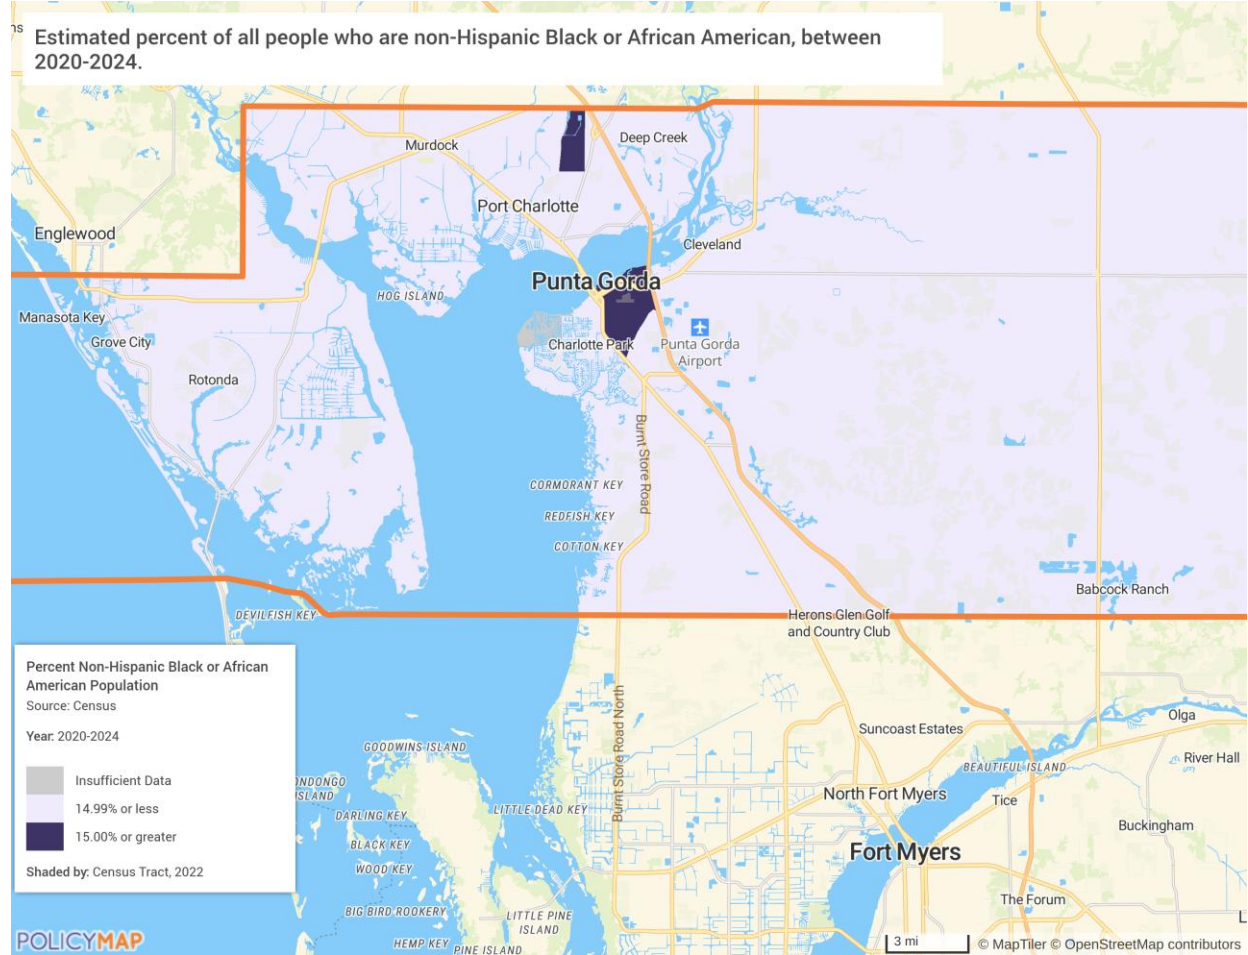 ns
Estimated percent of all people who are non-Hispanic Black or African American, between
2020-2024.
Murdock
Deep Creek
Port Charlotte
Englewood
Cleveland
Punta Gorda
HOG ISLAND
Manasota Key
Grove City
Charlotte Park
Punta Gorda
Airport
Rotonda
Burnt Store Road
CORMORANT KEY
REDFISH KEY
COTTON KEY
Babcock Ranch
DEVILFISH KEY
Herons Glen Golf
and Country Club
Percent Non-Hispanic Black or African
American Population
Source: Census
Year: 2020-2024
Insufficient Data
14.99% or less
15.00% or greater
Shaded by: Census Tract, 2022
Burnt Store Road North
Olga
Suncoast Estates
GOODWINS ISLAND
River Hall
BEAUTIFUL ISLAND
ONDONGO
ISLAND
North Fort Myers
Tice
LITTLE DEAD KEY
DARLING KEY
Buckingham
BLACK KEY
Fort Myers
WOOD KEY
The Forum
BIG BIRD ROOKERY
LITTLE PINE
ISLAND
L
POLICYMAP
HEMP KEY
PINE ISLAND
3 mi
© MapTiler © OpenStreetMap contributors